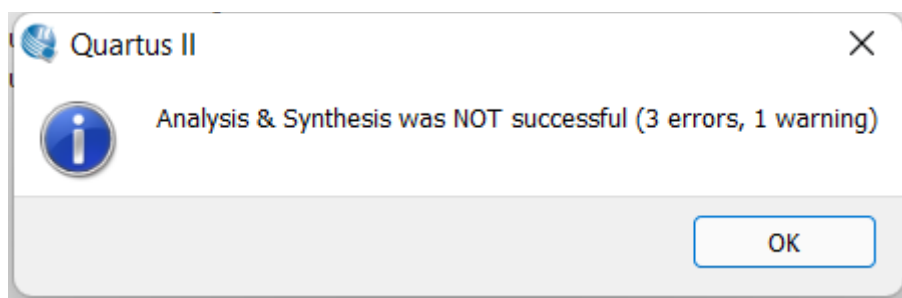 Quartus II
Analysis & Synthesis was NOT successful (3 errors, 1 warning)
OK